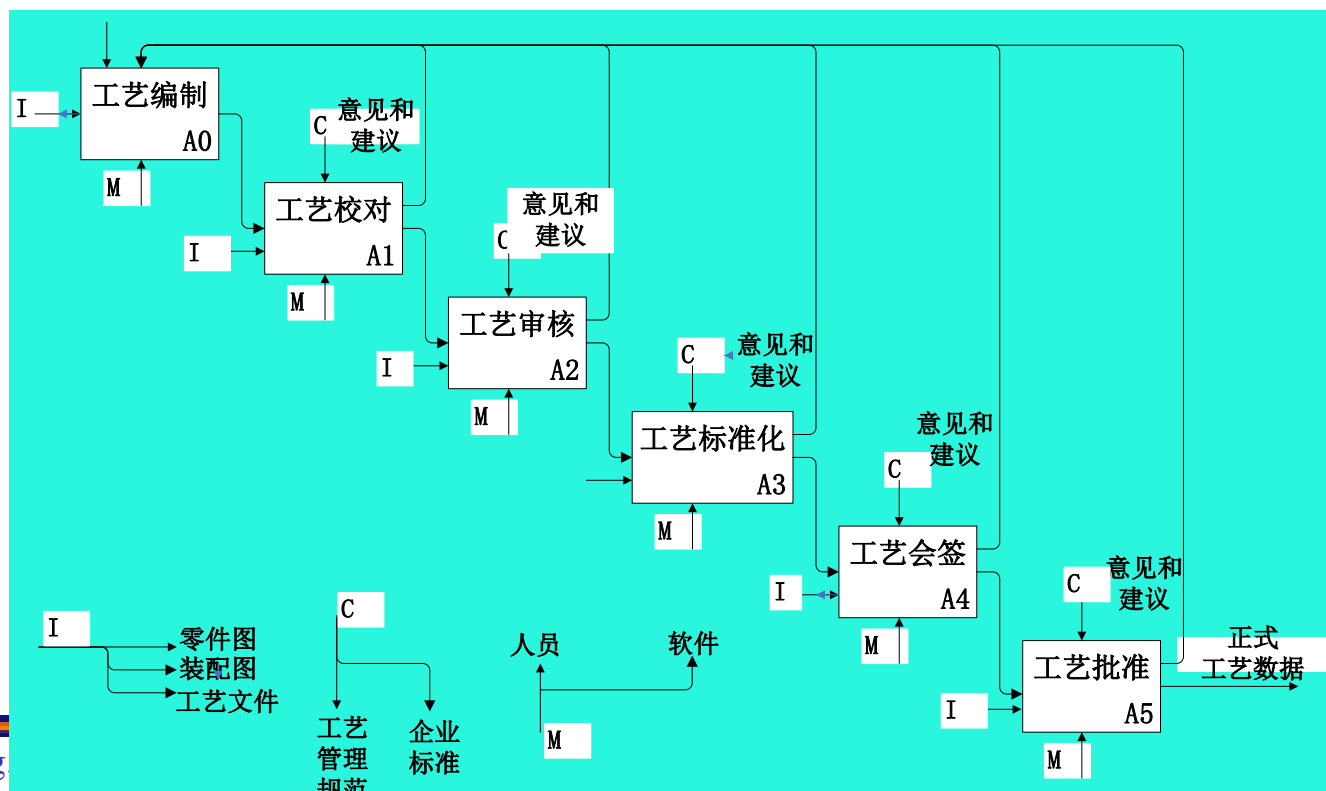 工艺编制
A0
I
M
C
意见和
建议
工艺校对
A1
I
M
意见和
建议
C
工艺审核
A2
I
M
C
意见和
建议
工艺标准化
A3
M
意见和
建议
C
工艺会签
A4
I
M
C
意见和
建议
工艺批准
A5
I
M
正式
工艺数据
I
零件图
装配图
工艺文件
C
工艺
管理
规范
企业
标准
人员
软件
M